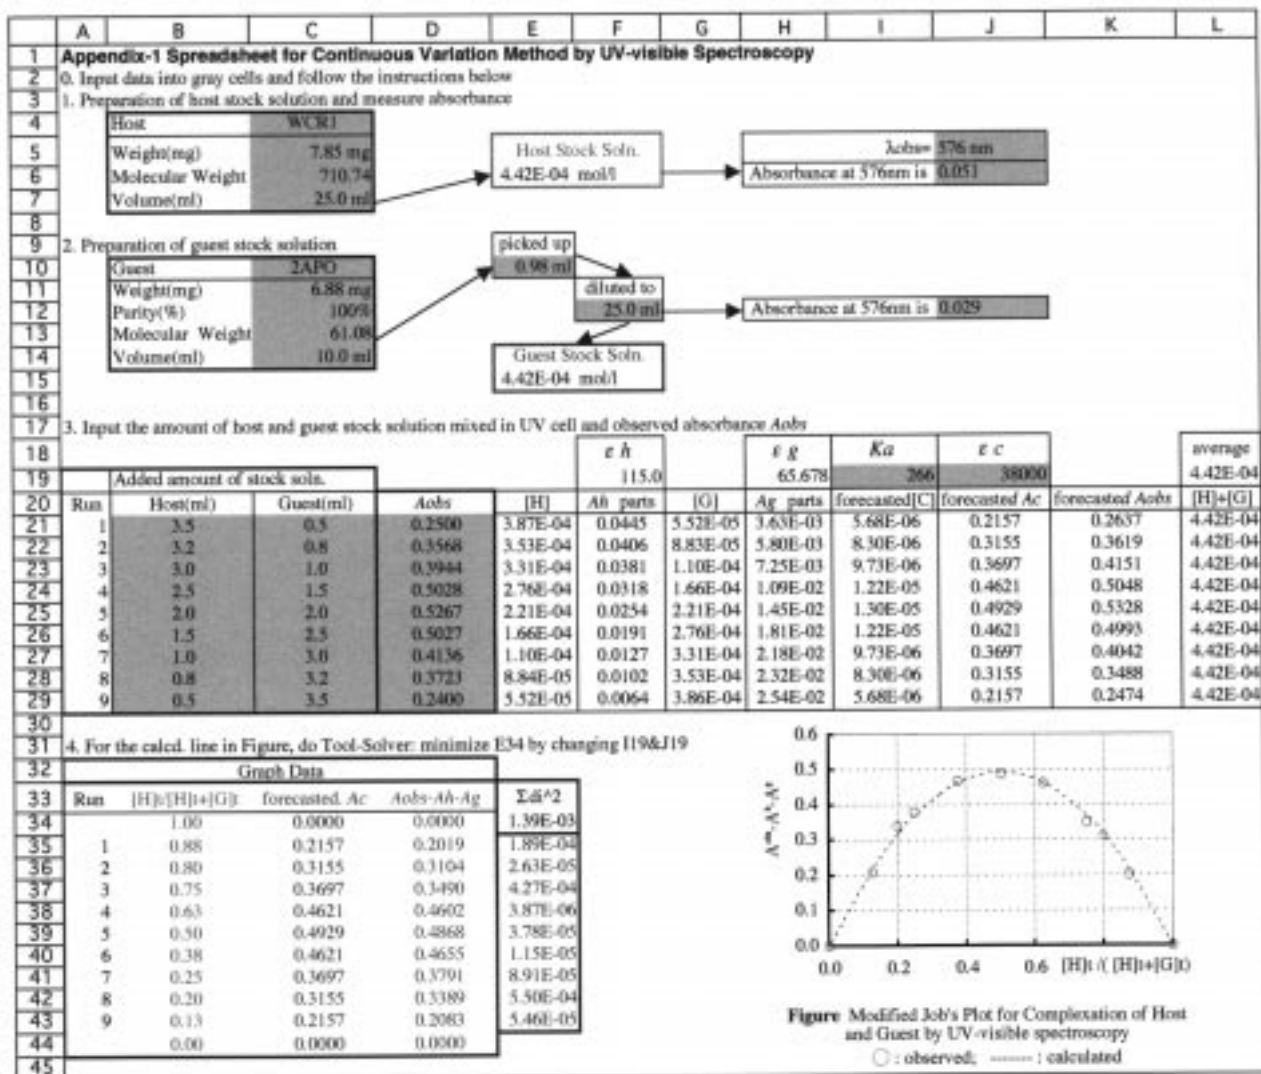 A B C D E F G H I J K L
1 Appendix-1 Spreadsheet for Continuous Variation Method by UV-visible Spectroscopy
2 0. Input data into gray cells and follow the instructions below
3 1. Preparation of host stock solution and measure absorbance
4 Host WCR1
5 Weight(mg) 7.85 mg Host Stock Soln. λobs= 576 nm
6 Molecular Weight 710.74 4.42E-04 mol/l Absorbance at 576nm is 0.051
7 Volume(ml) 25.0 ml
8
9 2. Preparation of guest stock solution picked up
10 Guest 2APO 0.98 ml
11 Weight(mg) 6.88 mg diluted to
12 Purity(%) 100% 25.0 ml Absorbance at 576nm is 0.029
13 Molecular Weight 61.08
14 Volume(ml) 10.0 ml Guest Stock Soln.
15 4.42E-04 mol/l
16
17 3. Input the amount of host and guest stock solution mixed in UV cell and observed absorbance Aobs
18 ε h ε g Ka ε c average
19 Added amount of stock soln. 115.0 65.678 266 38000 4.42E-04
20 Run Host(ml) Guest(ml) Aobs [H] Ah parts [G] Ag parts forecasted[C] forecasted Ac forecasted Aobs [H]+[G]
21 1 3.5 0.5 0.2500 3.87E-04 0.0445 5.52E-05 3.63E-03 5.68E-06 0.2157 0.2637 4.42E-04
22 2 3.2 0.8 0.3568 3.53E-04 0.0406 8.83E-05 5.80E-03 8.30E-06 0.3155 0.3619 4.42E-04
23 3 3.0 1.0 0.3944 3.31E-04 0.0381 1.10E-04 7.25E-03 9.73E-06 0.3697 0.4151 4.42E-04
24 4 2.5 1.5 0.5028 2.76E-04 0.0318 1.66E-04 1.09E-02 1.22E-05 0.4621 0.5048 4.42E-04
25 5 2.0 2.0 0.5267 2.21E-04 0.0254 2.21E-04 1.45E-02 1.30E-05 0.4929 0.5328 4.42E-04
26 6 1.5 2.5 0.5027 1.66E-04 0.0191 2.76E-04 1.81E-02 1.22E-05 0.4621 0.4993 4.42E-04
27 7 1.0 3.0 0.4136 1.10E-04 0.0127 3.31E-04 2.18E-02 9.73E-06 0.3697 0.4042 4.42E-04
28 8 0.8 3.2 0.3723 8.84E-05 0.0102 3.53E-04 2.32E-02 8.30E-06 0.3155 0.3488 4.42E-04
29 9 0.5 3.5 0.2400 5.52E-05 0.0064 3.86E-04 2.54E-02 5.68E-06 0.2157 0.2474 4.42E-04
30
31 4. For the calcd. line in Figure, do Tool-Solver: minimize E34 by changing I19&J19
32 Graph Data
33 Run [H]t/[H]t+[G]t forecasted. Ac Aobs-Ah-Ag Σdi^2
34 1.00 0.0000 0.0000 1.39E-03
35 1 0.88 0.2157 0.2019 1.89E-04
36 2 0.80 0.3155 0.3104 2.63E-05
37 3 0.75 0.3697 0.3490 4.27E-04
38 4 0.63 0.4621 0.4602 3.87E-06
39 5 0.50 0.4929 0.4868 3.78E-05
40 6 0.38 0.4621 0.4655 1.15E-05
41 7 0.25 0.3697 0.3791 8.91E-05
42 8 0.20 0.3155 0.3389 5.50E-04
43 9 0.13 0.2157 0.2083 5.46E-05
44 0.00 0.0000 0.0000
45
0.6
0.5
0.4
0.3
0.2
0.1
0.0
0.0 0.2 0.4 0.6 [H]t /( [H]t+[G]t)
Figure Modified Job's Plot for Complexation of Host
and Guest by UV-visible spectroscopy
○ : observed; ------- : calculated